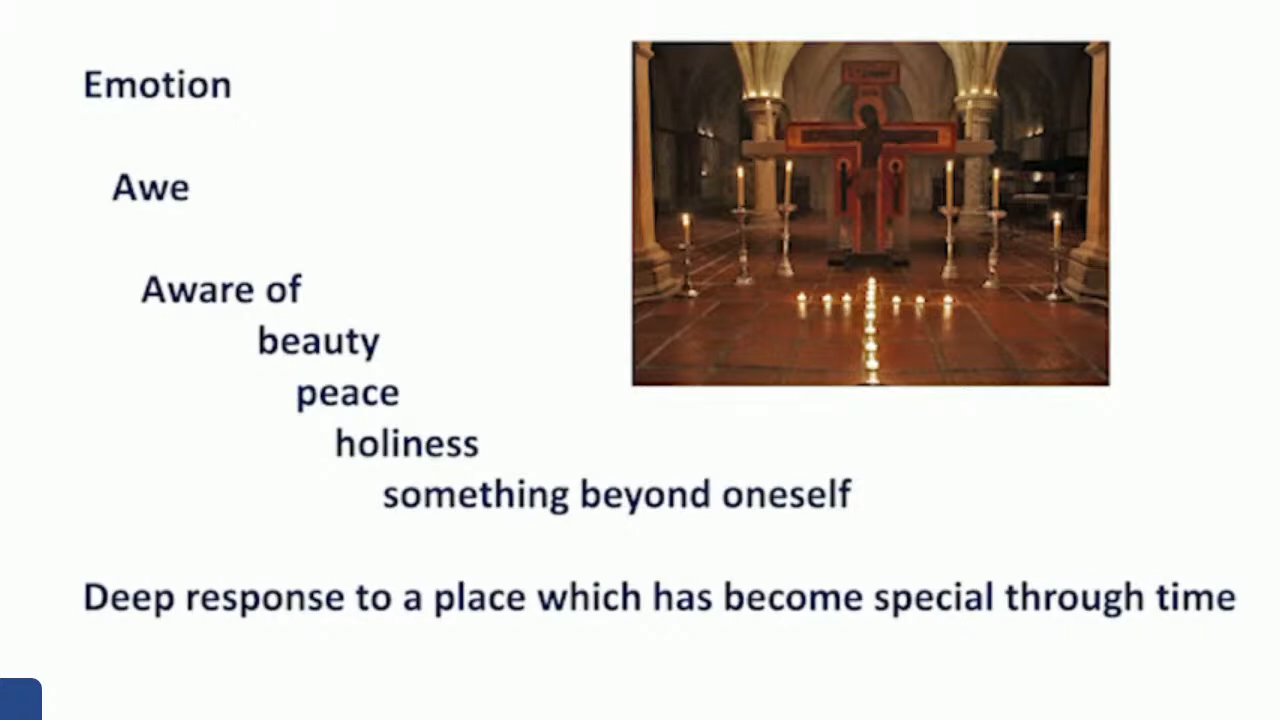 Emotion
Awe
Aware of
beauty
peace
holiness
something beyond oneself
Deep response to a place which has become special through time